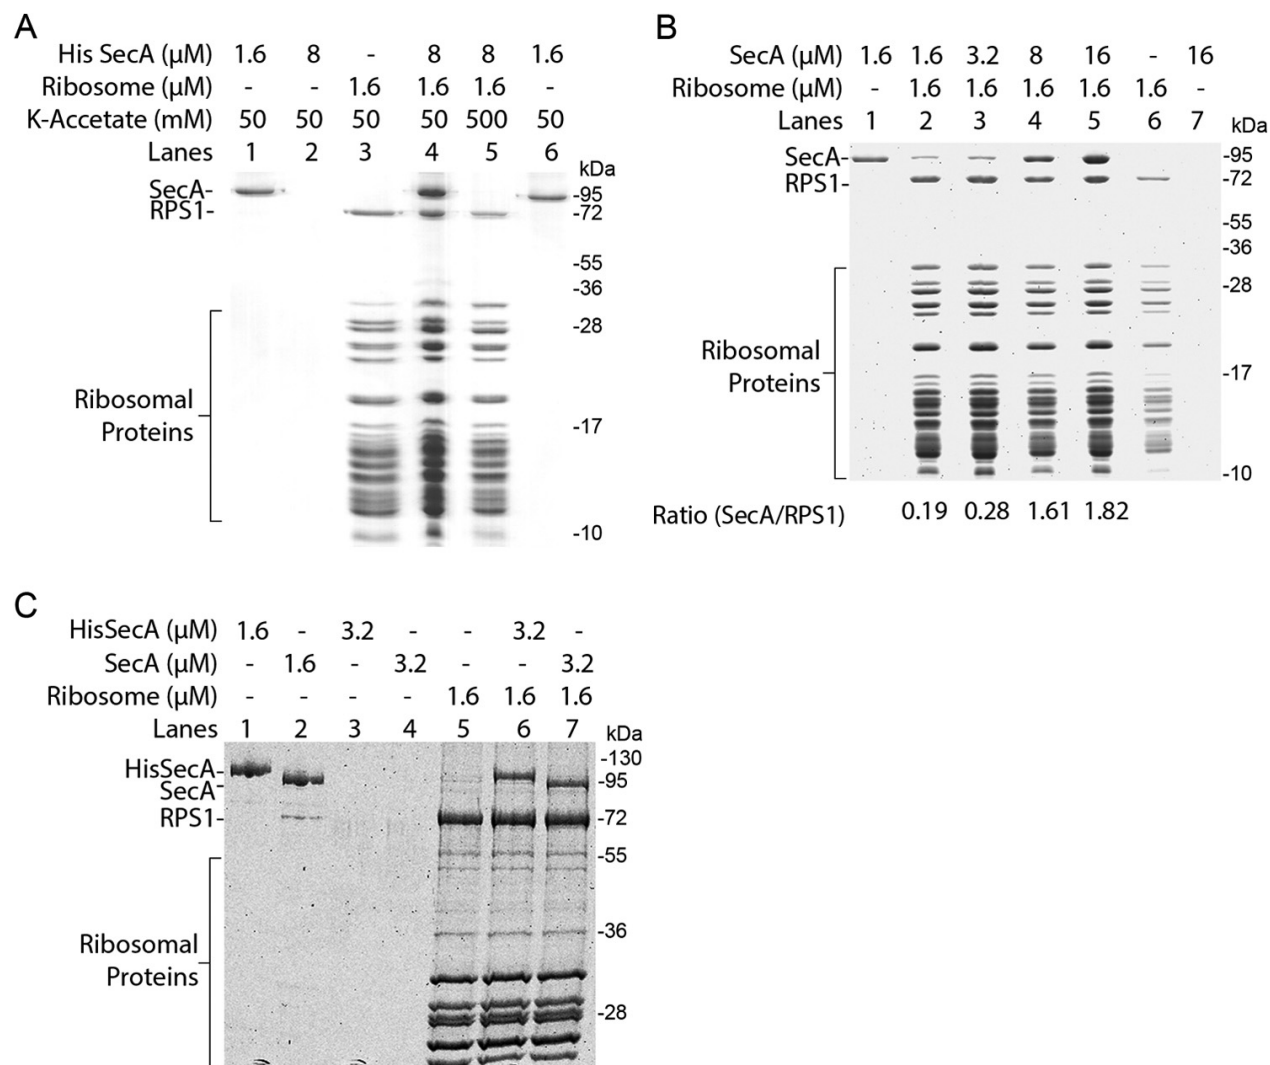 A
His SecA (µM) 1.6 8 - 8 8 1.6
Ribosome (µM) - - 1.6 1.6 1.6 -
K-Accetate (mM) 50 50 50 50 500 50
Lanes 1 2 3 4 5 6
kDa
SecA-
RPS1-
-95
-72
-55
-36
-28
-17
-10
Ribosomal
Proteins
B
SecA (µM) 1.6 1.6 3.2 8 16 - 16
Ribosome (µM) - 1.6 1.6 1.6 1.6 1.6 -
Lanes 1 2 3 4 5 6 7
kDa
SecA-
RPS1-
-95
-72
-55
-36
-28
-17
-10
Ribosomal
Proteins
Ratio (SecA/RPS1) 0.19 0.28 1.61 1.82
C
HisSecA (µM) 1.6 - 3.2 - - 3.2 -
SecA (µM) - 1.6 - 3.2 - - 3.2
Ribosome (µM) - - - - 1.6 1.6 1.6
Lanes 1 2 3 4 5 6 7
kDa
HisSecA-
SecA-
RPS1-
-130
-95
-72
-55
-36
-28
Ribosomal
Proteins